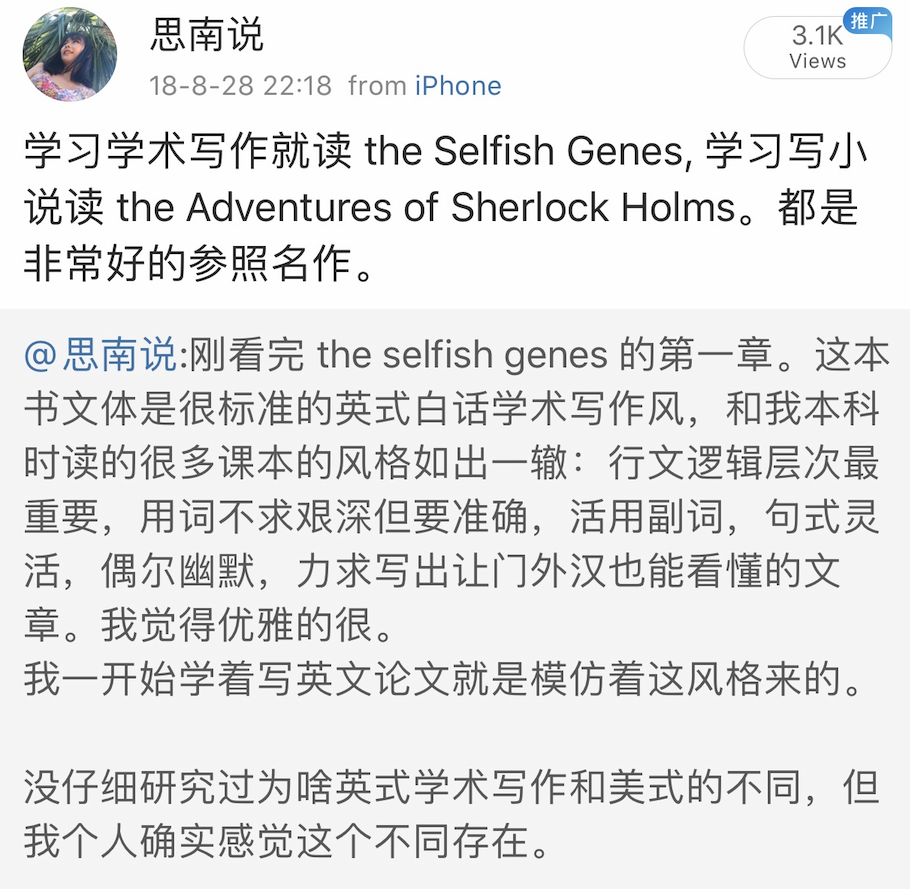 思南说
3.1K
推广
Views
18-8-28 22:18 from iPhone
学习学术写作就读 the Selfish Genes, 学习写小
说读 the Adventures of Sherlock Holms。都是
非常好的参照名作。
@思南说:刚看完 the selfish genes 的第一章。这本
书文体是很标准的英式白话学术写作风，和我本科
时读的很多课本的风格如出一辙：行文逻辑层次最
重要，用词不求艰深但要准确，活用副词，句式灵
活，偶尔幽默，力求写出让门外汉也能看懂的文
章。我觉得优雅的很。
我一开始学着写英文论文就是模仿着这风格来的。
没仔细研究过为啥英式学术写作和美式的不同，但
我个人确实感觉这个不同存在。